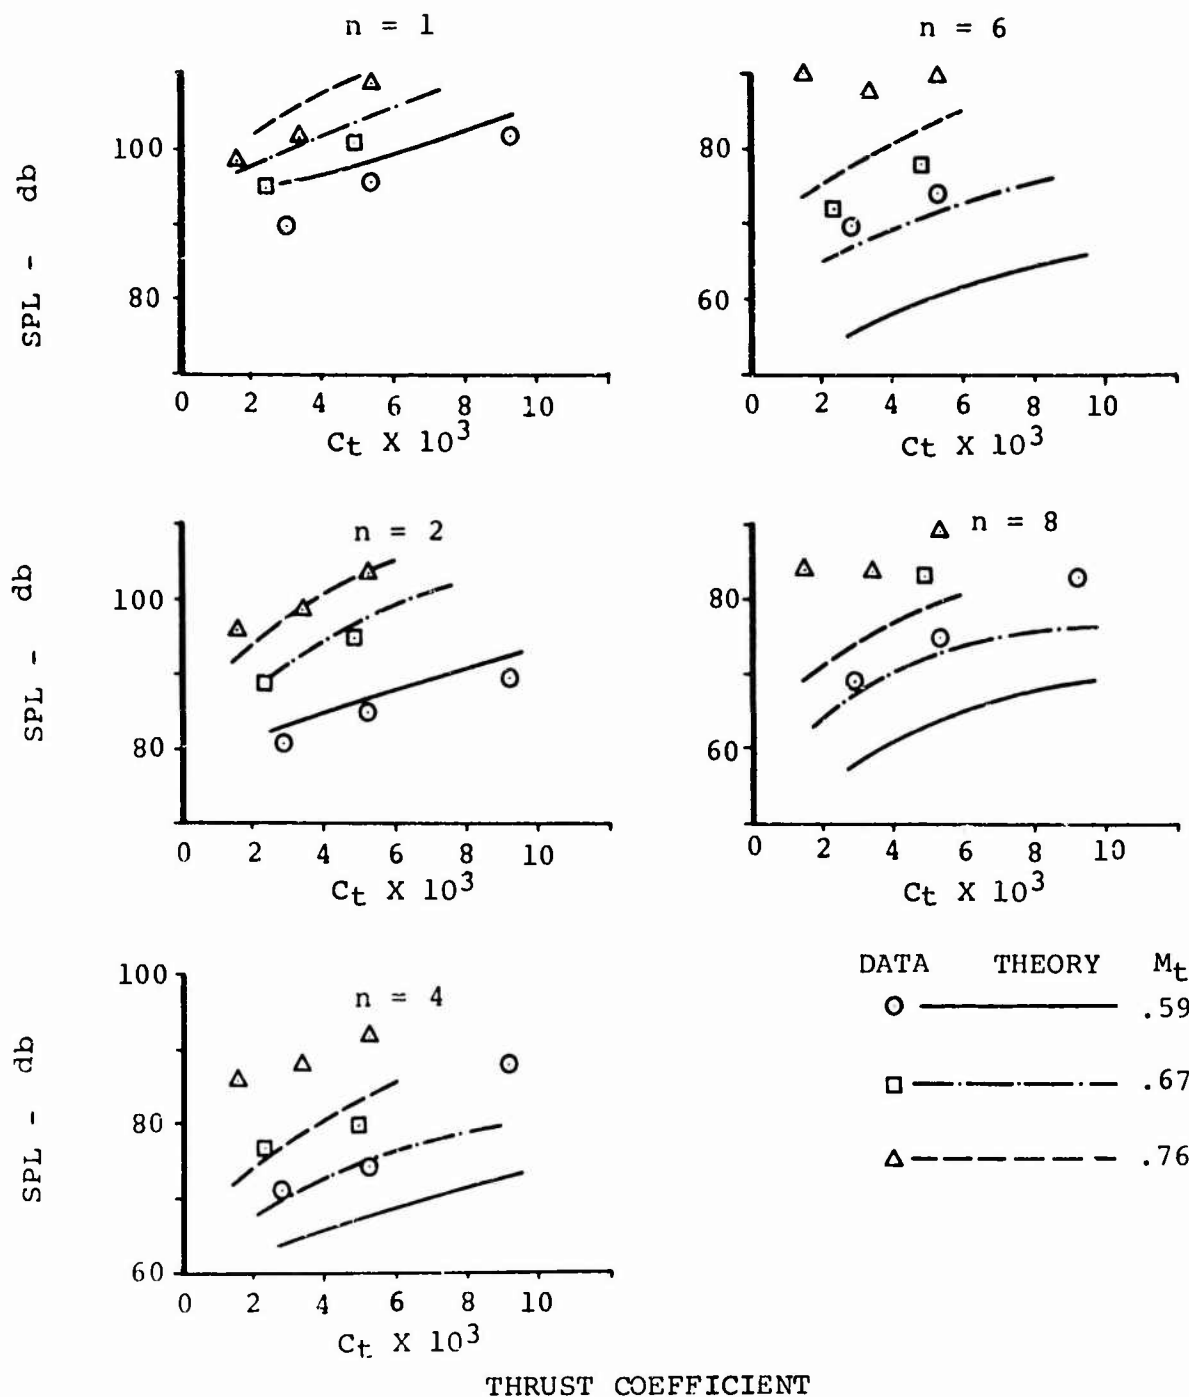 n = 1
100
80
SPL - db
0 2 4 6 8 10
Ct X 10³
n = 6
80
60
0 2 4 6 8 10
Ct X 10³
n = 2
100
80
SPL - db
0 2 4 6 8 10
Ct X 10³
n = 8
80
60
0 2 4 6 8 10
Ct X 10³
n = 4
100
80
60
SPL - db
0 2 4 6 8 10
Ct X 10³
DATA THEORY Mt
.59
.67
.76
THRUST COEFFICIENT